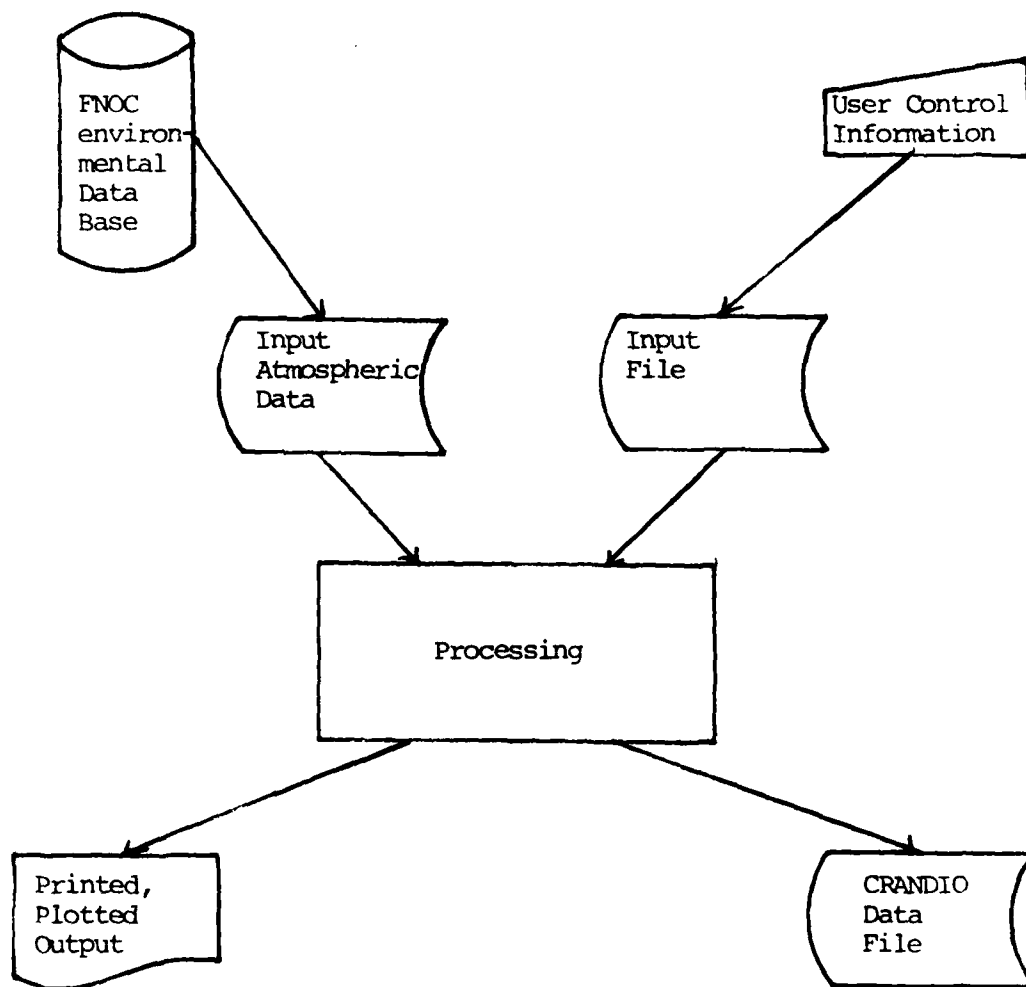 FNOC
environ-
mental
Data
Base
User Control
Information
Input
Atmospheric
Data
Input
File
Processing
Printed,
Plotted
Output
CRANDIO
Data
File